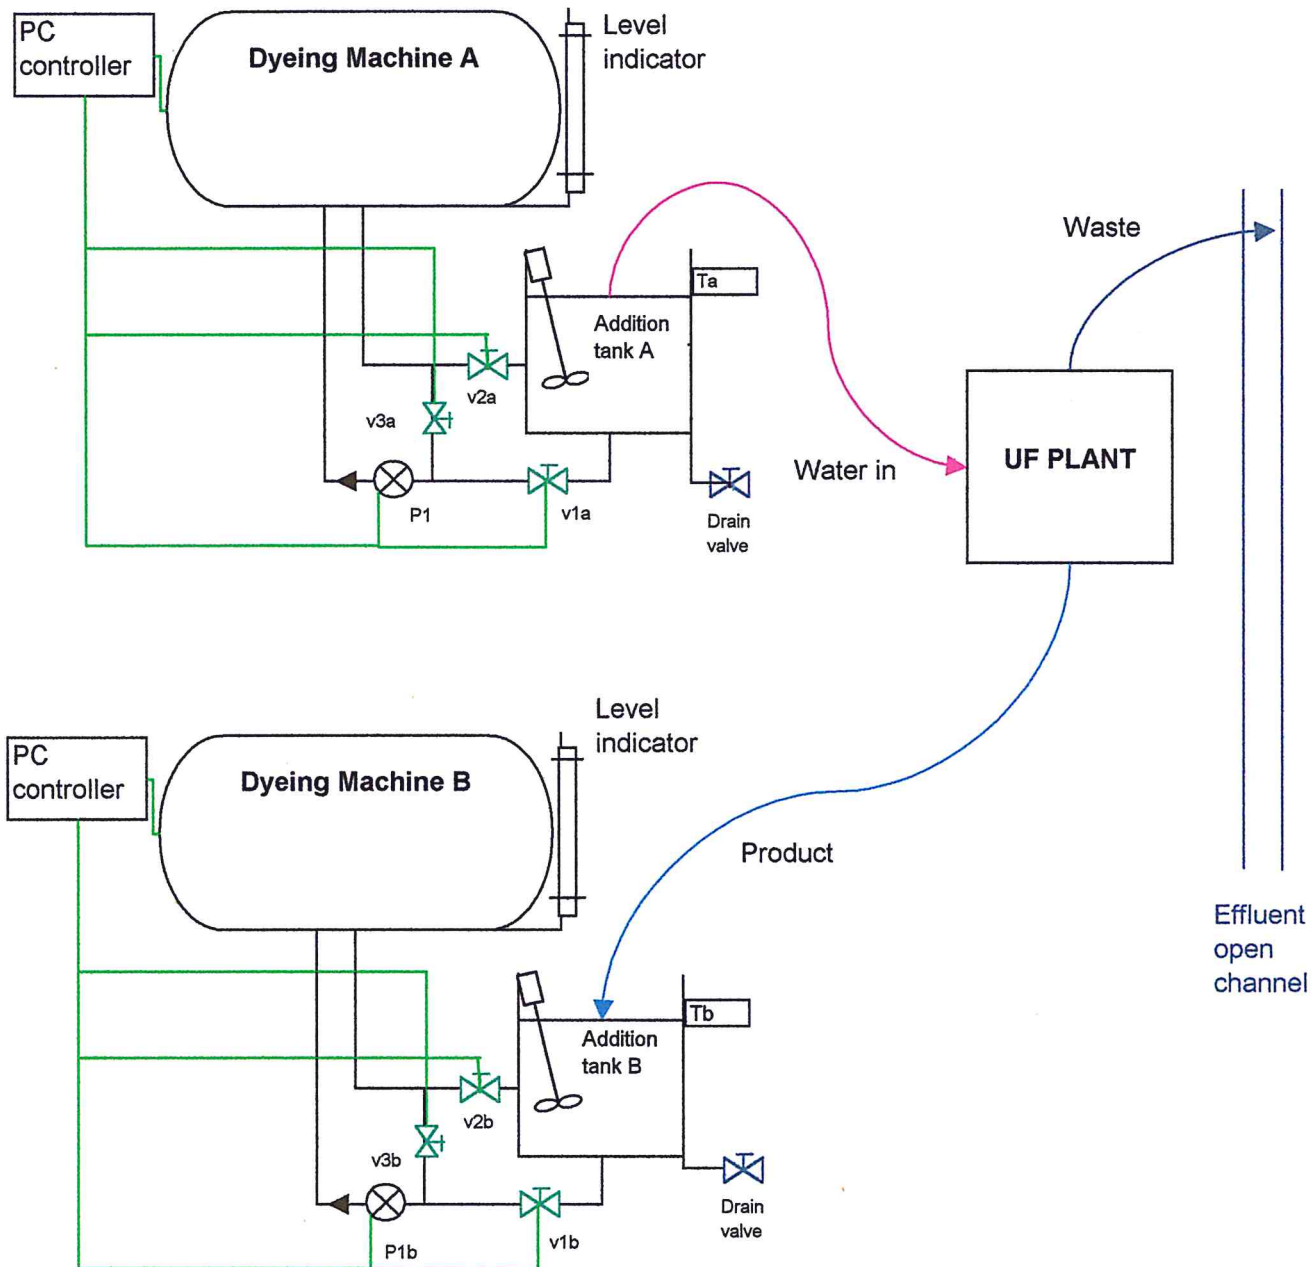 PC
controller
Dyeing Machine A
Level
indicator
Waste
Ta
Addition
tank A
v2a
v3a
UF PLANT
Water in
P1
v1a
Drain
valve
Level
indicator
PC
controller
Dyeing Machine B
Product
Effluent
open
channel
Tb
Addition
tank B
v2b
v3b
P1b
v1b
Drain
valve